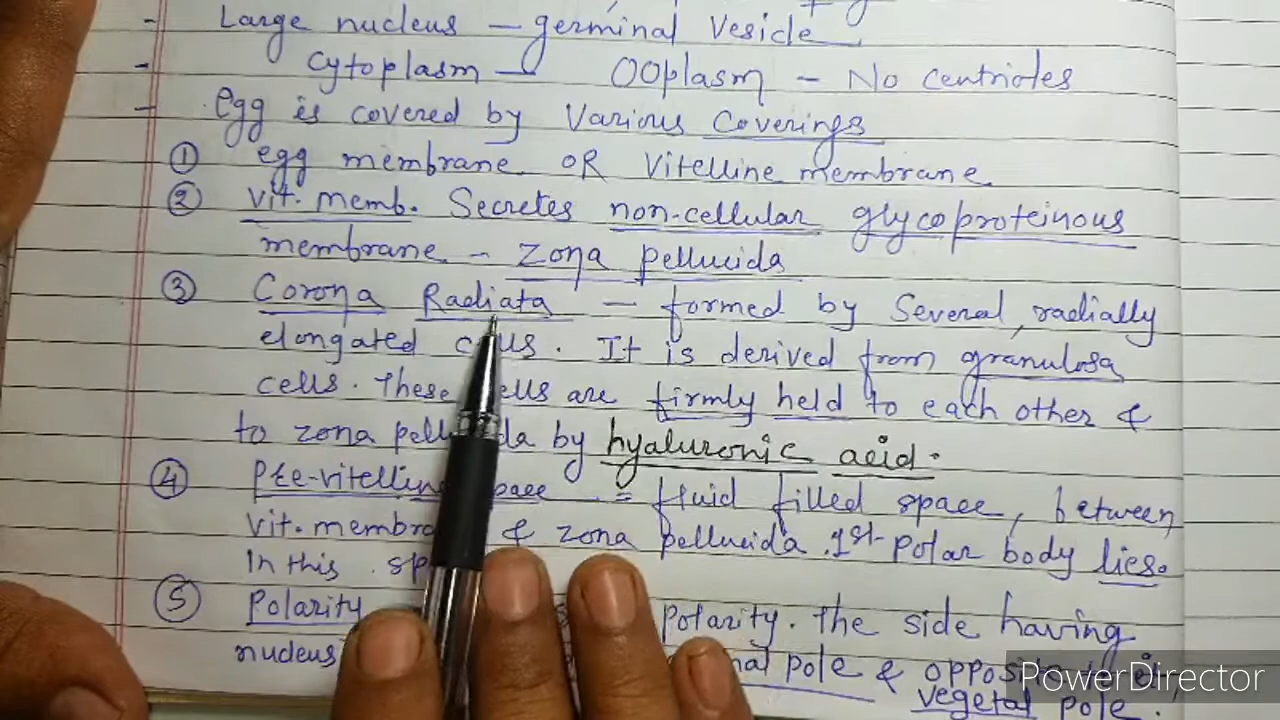 - Large nucleus - germinal vesicle
- Cytoplasm - Ooplasm - No centrioles
- egg is covered by various coverings
① egg membrane OR vitelline membrane
② vit. memb. Secretes non-cellular glycoproteinous
membrane - Zona pellucida
③ Corona Radiata - formed by several, radially
elongated cells. It is derived from granulosa
cells. These cells are firmly held to each other &
to zona pellucida by hyaluronic acid.
④ Pre-vitelline space = fluid filled space, between
vit. membrane & zona pellucida. 1st polar body lies
In this
⑤ Polarity polarity. the side having
nucleus pole & opposite
vegetal pole.
PowerDirector